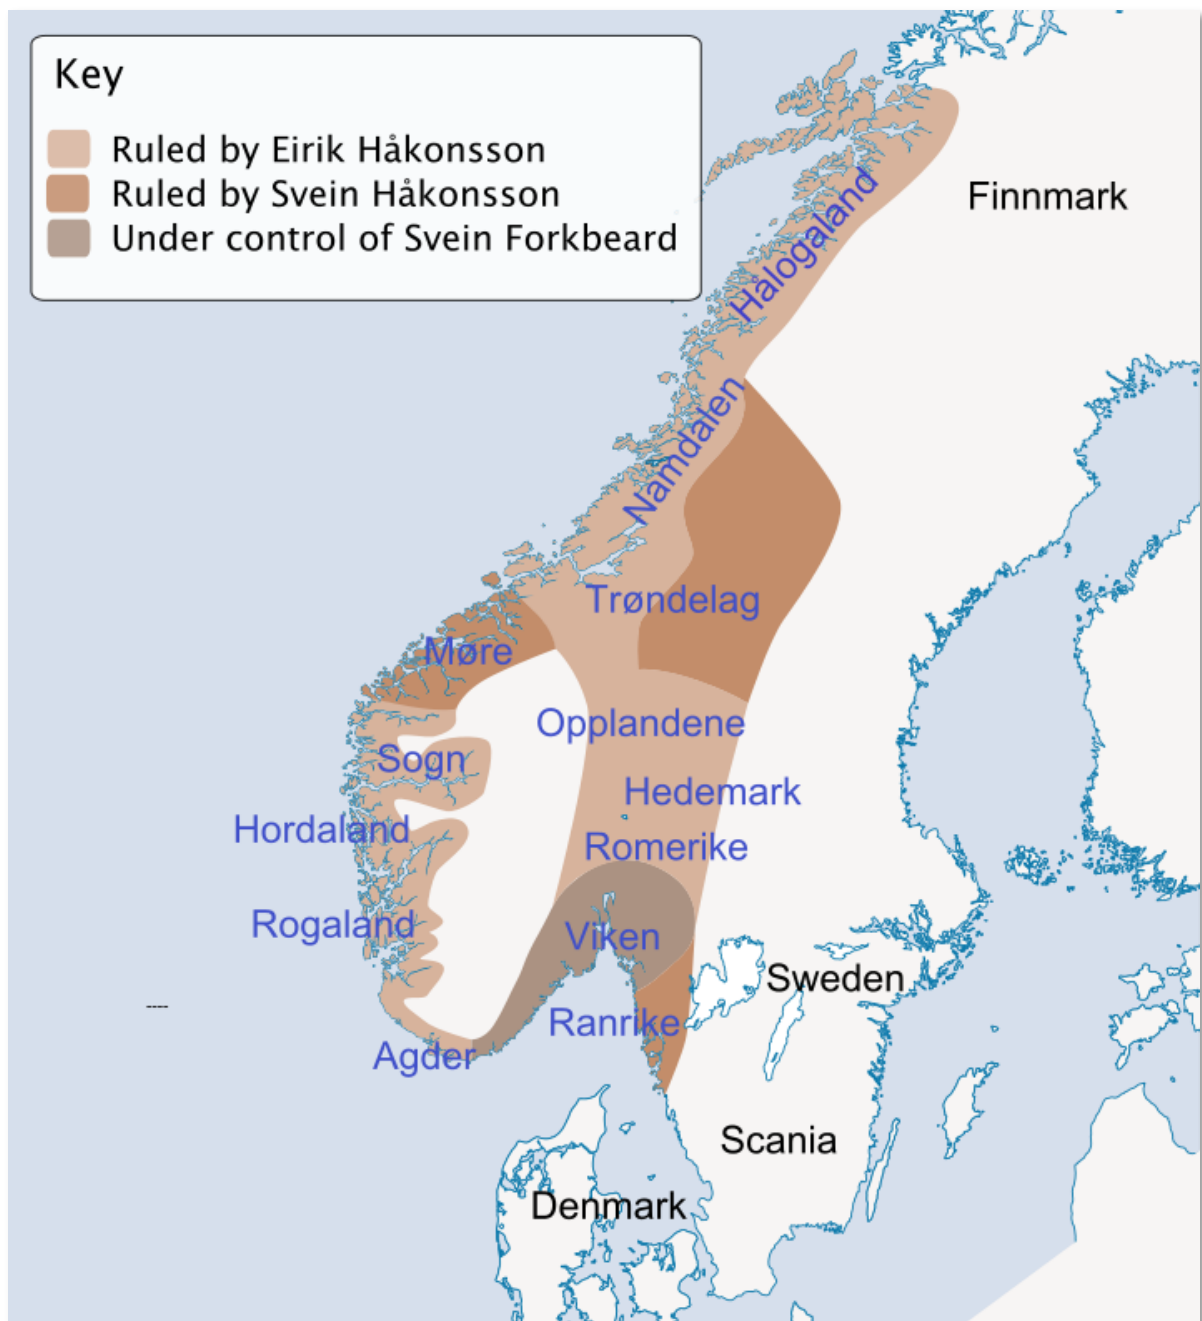 Key
Ruled by Eirik Håkonsson
Ruled by Svein Håkonsson
Under control of Svein Forkbeard
Finnmark
Hålogaland
Namdalen
Trøndelag
Møre
Opplandene
Sogn
Hedemark
Hordaland
Romerike
Rogaland
Viken
Sweden
----
Ranrike
Agder
Scania
Denmark